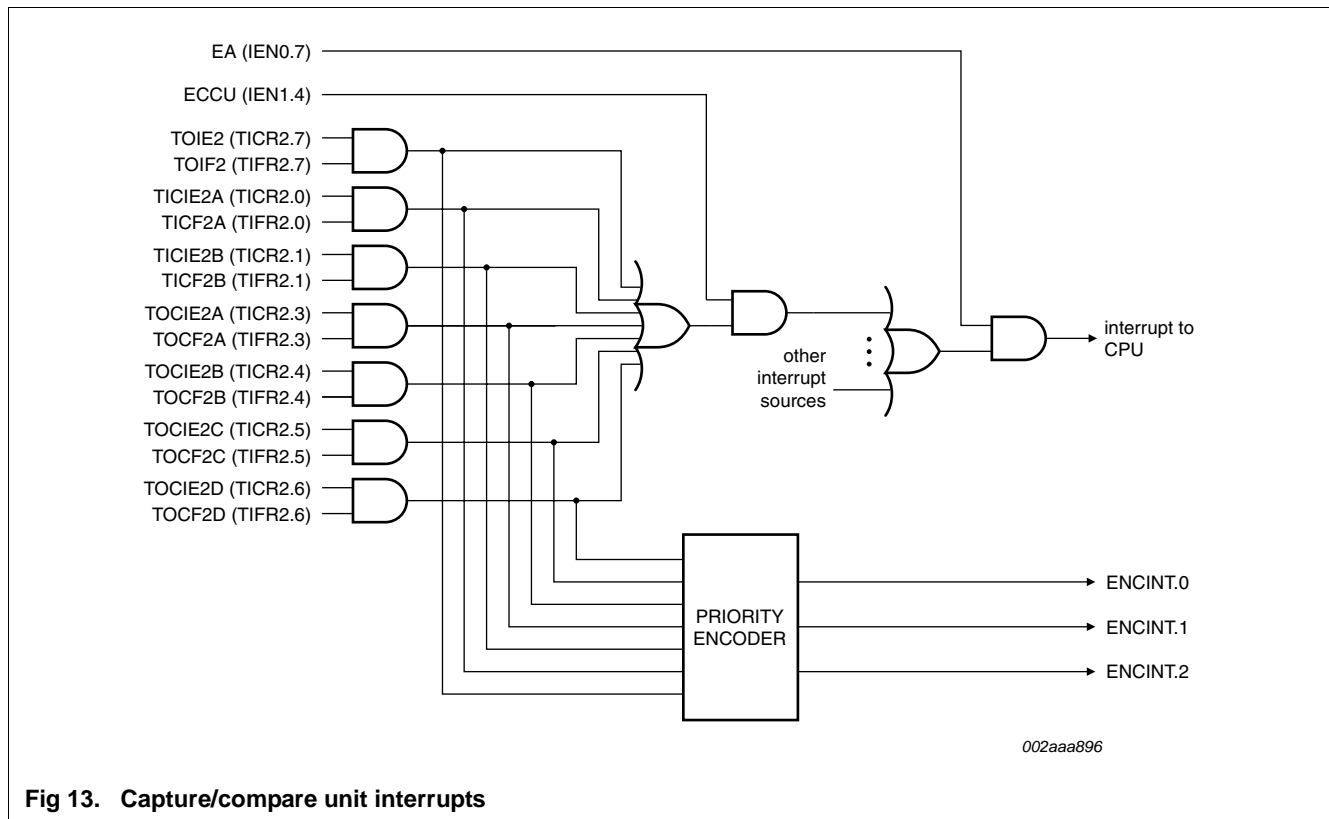 EA (IEN0.7)
ECCU (IEN1.4)
TOIE2 (TICR2.7)
TOIF2 (TIFR2.7)
TICIE2A (TICR2.0)
TICF2A (TIFR2.0)
TICIE2B (TICR2.1)
TICF2B (TIFR2.1)
TOCIE2A (TICR2.3)
TOCF2A (TIFR2.3)
TOCIE2B (TICR2.4)
TOCF2B (TIFR2.4)
TOCIE2C (TICR2.5)
TOCF2C (TIFR2.5)
TOCIE2D (TICR2.6)
TOCF2D (TIFR2.6)
other
interrupt
sources
interrupt to
CPU
PRIORITY
ENCODER
ENCINT.0
ENCINT.1
ENCINT.2
002aaa896
Fig 13. Capture/compare unit interrupts